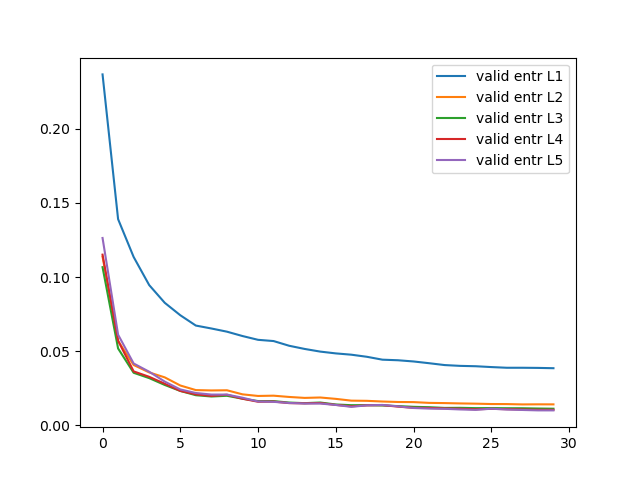 valid entr L1
valid entr L2
valid entr L3
valid entr L4
valid entr L5
0.20
0.15
0.10
0.05
0.00
0 5 10 15 20 25 30